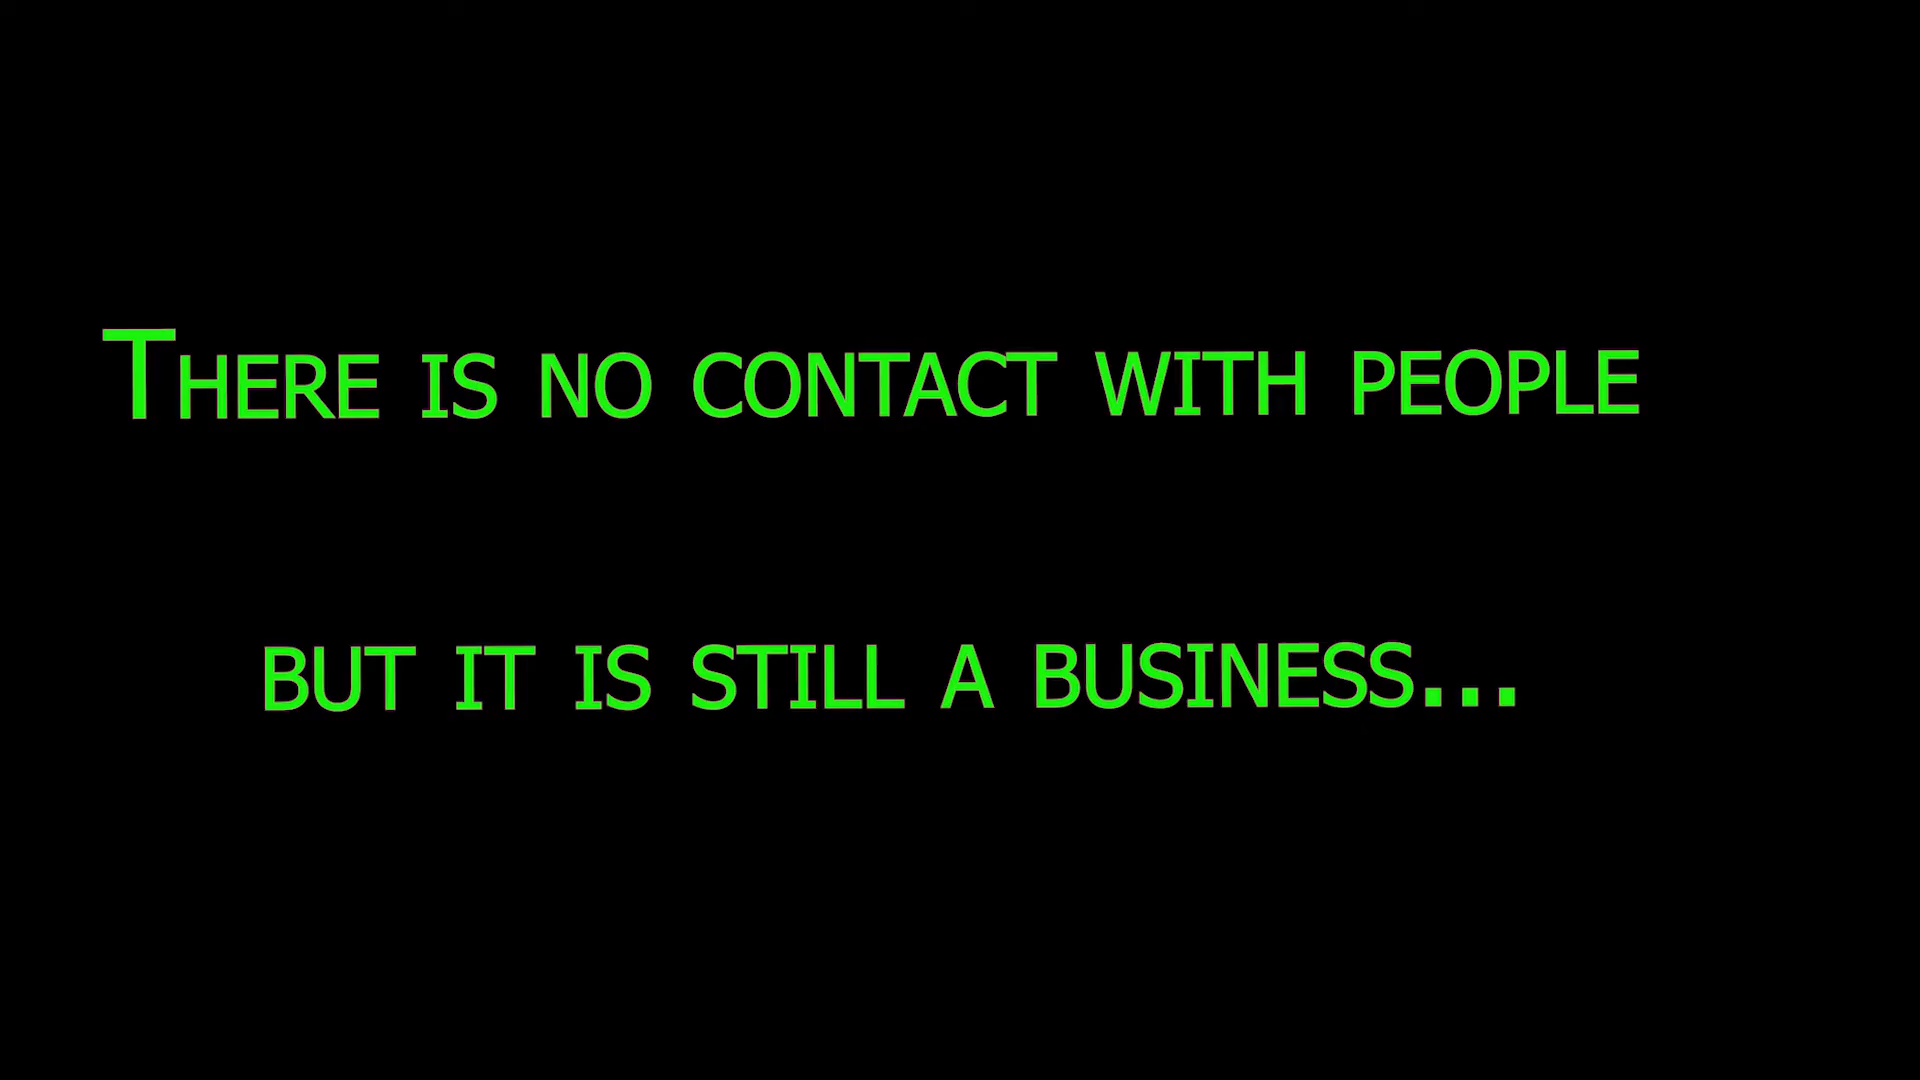 There is no contact with people
but it is still a business...